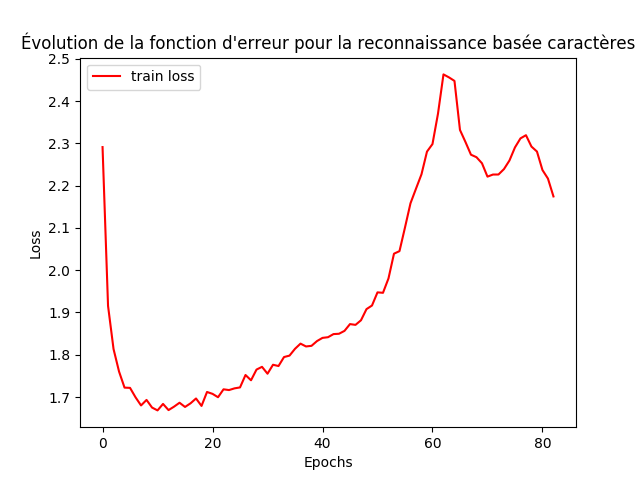 Évolution de la fonction d'erreur pour la reconnaissance basée caractères
train loss
2.5
2.4
2.3
2.2
2.1
2.0
1.9
1.8
1.7
Loss
0 20 40 60 80
Epochs